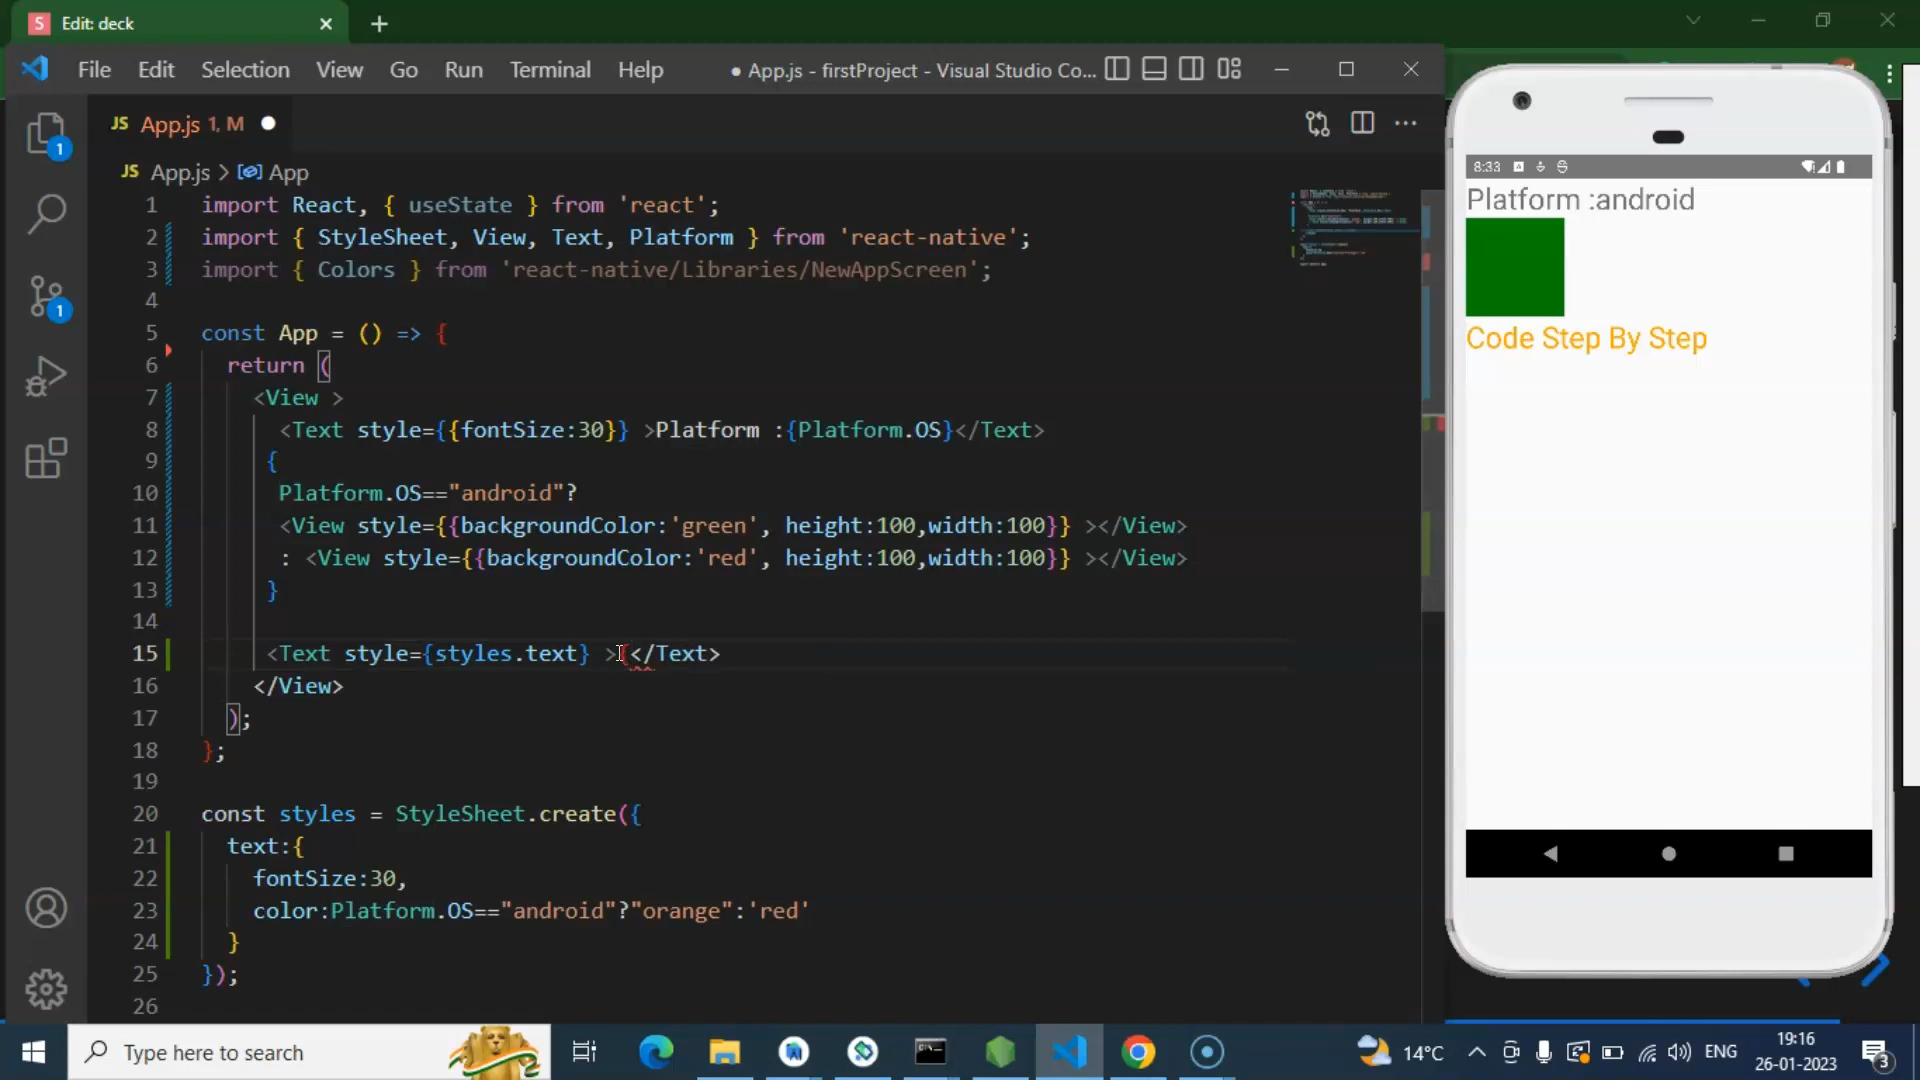 S Edit: deck
File Edit Selection View Go Run Terminal Help ● App.js - firstProject - Visual Studio Co...
JS App.js 1, M
JS App.js > App
1 import React, { useState } from 'react';
2 import { StyleSheet, View, Text, Platform } from 'react-native';
3 import { Colors } from 'react-native/Libraries/NewAppScreen';
4
5 const App = () => {
6 return (
7 <View >
8 <Text style={{fontSize:30}} >Platform :{Platform.OS}</Text>
9 {
10 Platform.OS=="android"?
11 <View style={{backgroundColor:'green', height:100,width:100}} ></View>
12 : <View style={{backgroundColor:'red', height:100,width:100}} ></View>
13 }
14
15 <Text style={styles.text} >{</Text>
16 </View>
17 );
18 };
19
20 const styles = StyleSheet.create({
21 text:{
22 fontSize:30,
23 color:Platform.OS=="android"?"orange":'red'
24 }
25 });
26
1
1
8:33
Platform :android
Code Step By Step
Type here to search
14°C
ENG
19:16
26-01-2023
3